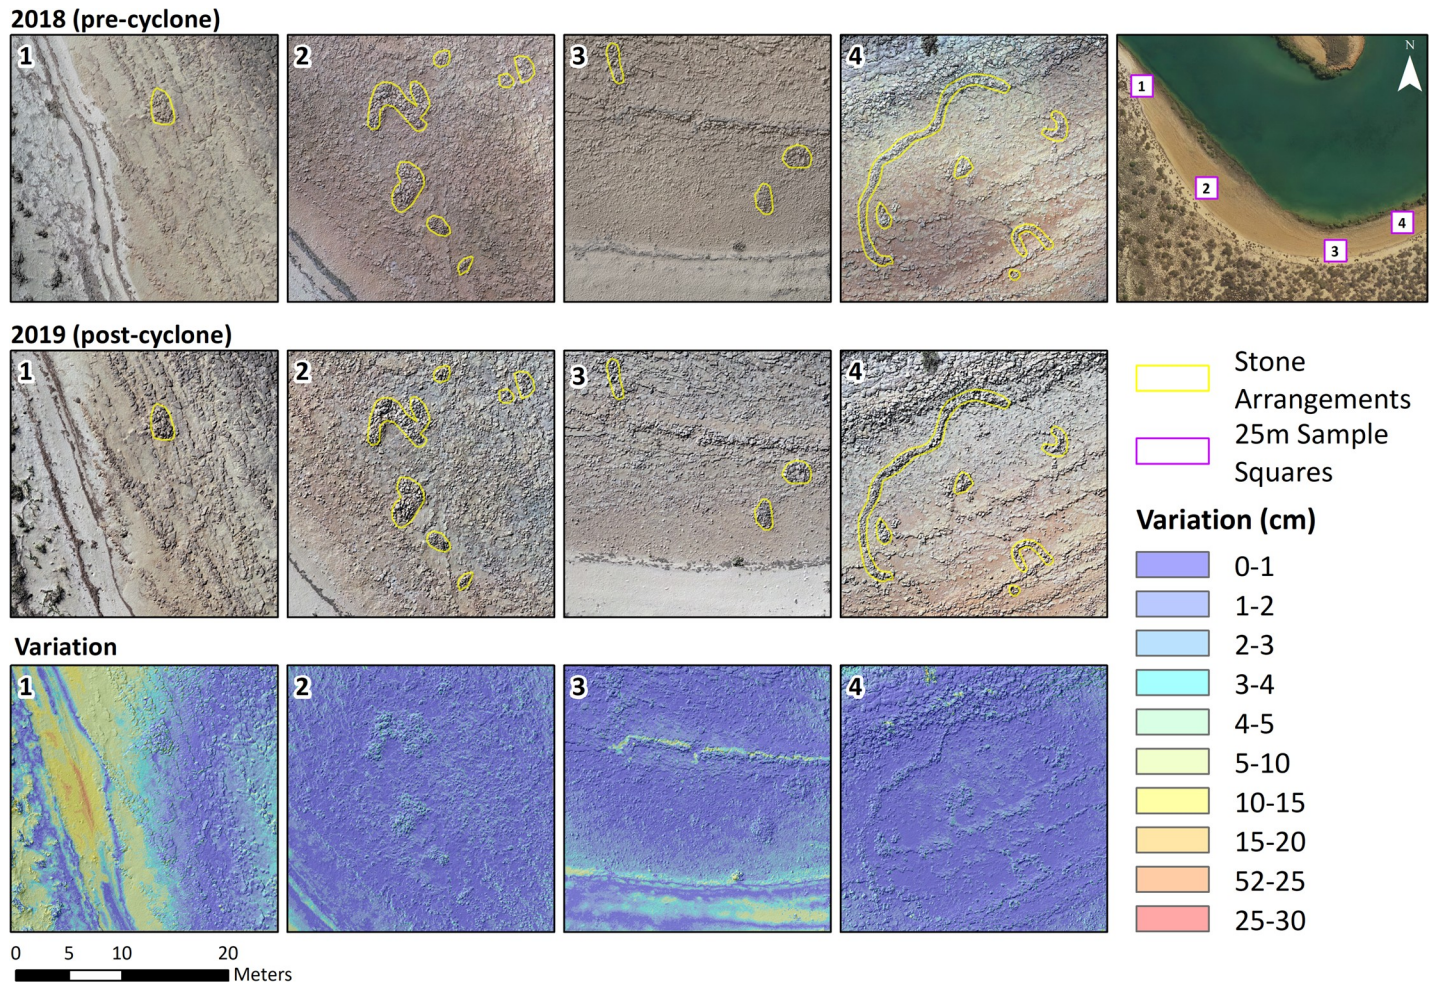 2018 (pre-cyclone)
1
2
3
4
N
1
2
3
4
2019 (post-cyclone)
1
2
3
4
Stone
Arrangements
25m Sample
Squares
Variation (cm)
0-1
1-2
2-3
3-4
4-5
5-10
10-15
15-20
52-25
25-30
Variation
1
2
3
4
0 5 10 20
Meters